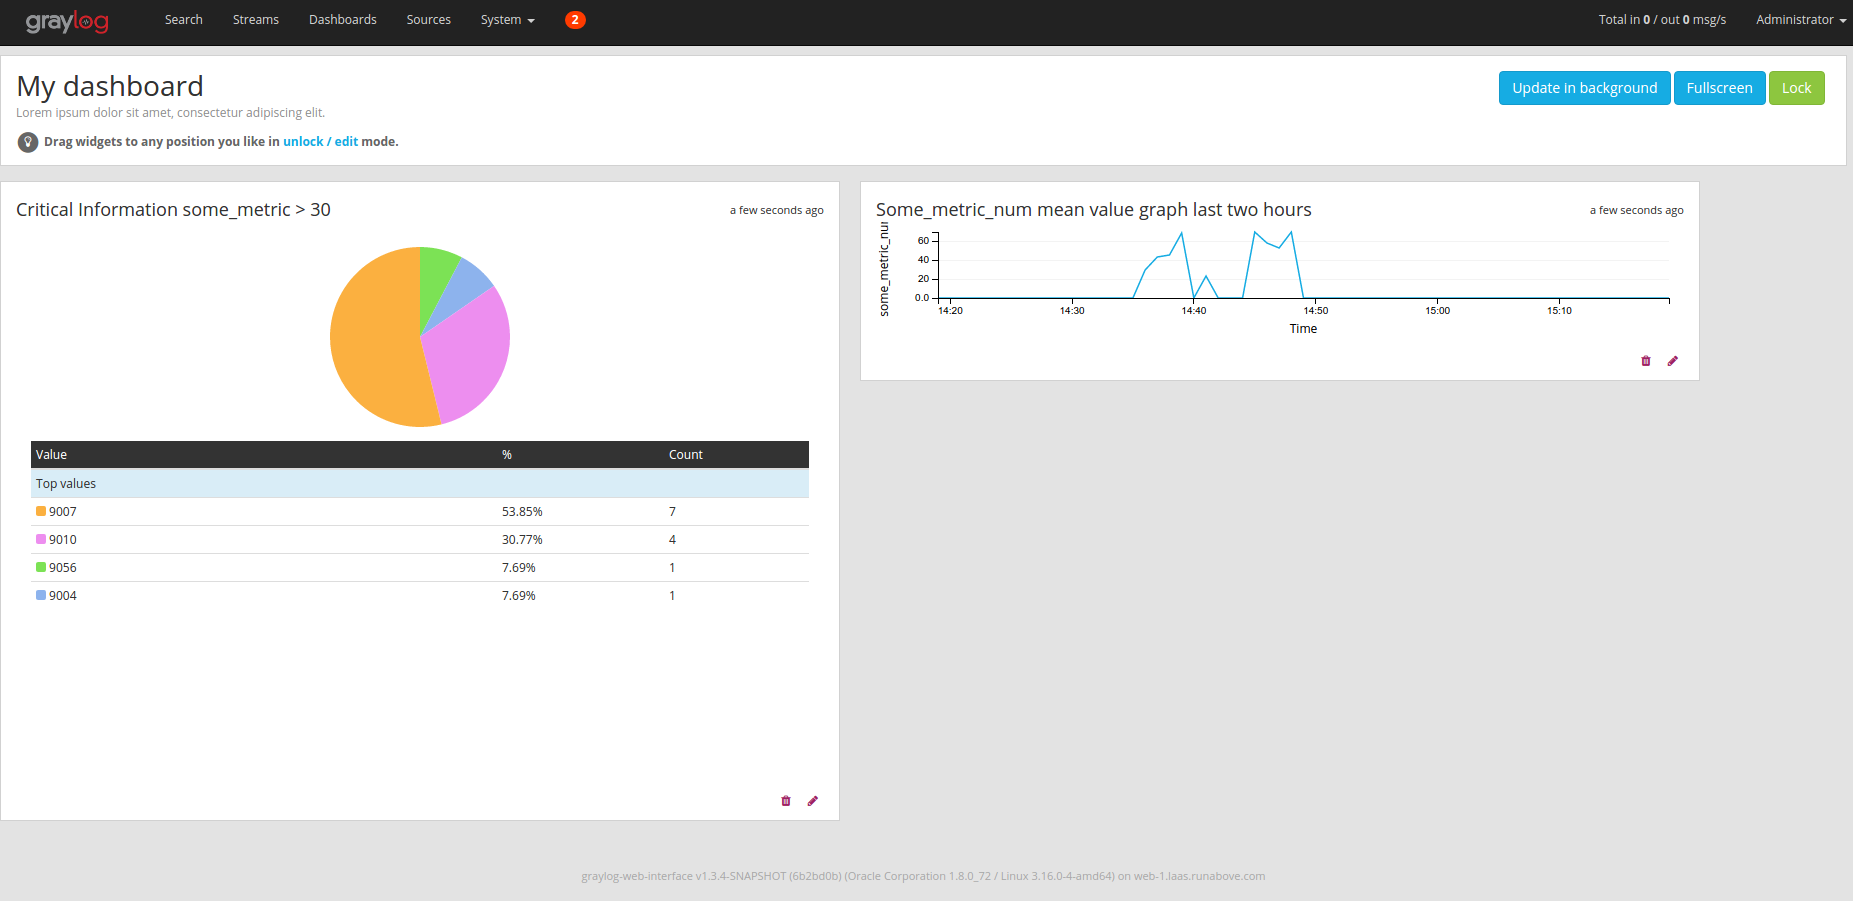 graylog Search Streams Dashboards Sources System 2 Total in 0 / out 0 msg/s Administrator
My dashboard
Update in background Fullscreen Lock
Lorem ipsum dolor sit amet, consectetur adipiscing elit.
Drag widgets to any position you like in unlock / edit mode.
Critical Information some_metric > 30 a few seconds ago
Value % Count
Top values
9007 53.85% 7
9010 30.77% 4
9056 7.69% 1
9004 7.69% 1
Some_metric_num mean value graph last two hours a few seconds ago
some_metric_nu
60
40
20
0.0
14:20 14:30 14:40 14:50 15:00 15:10
Time
graylog-web-interface v1.3.4-SNAPSHOT (6b2bd0b) (Oracle Corporation 1.8.0_72 / Linux 3.16.0-4-amd64) on web-1.laas.runabove.com